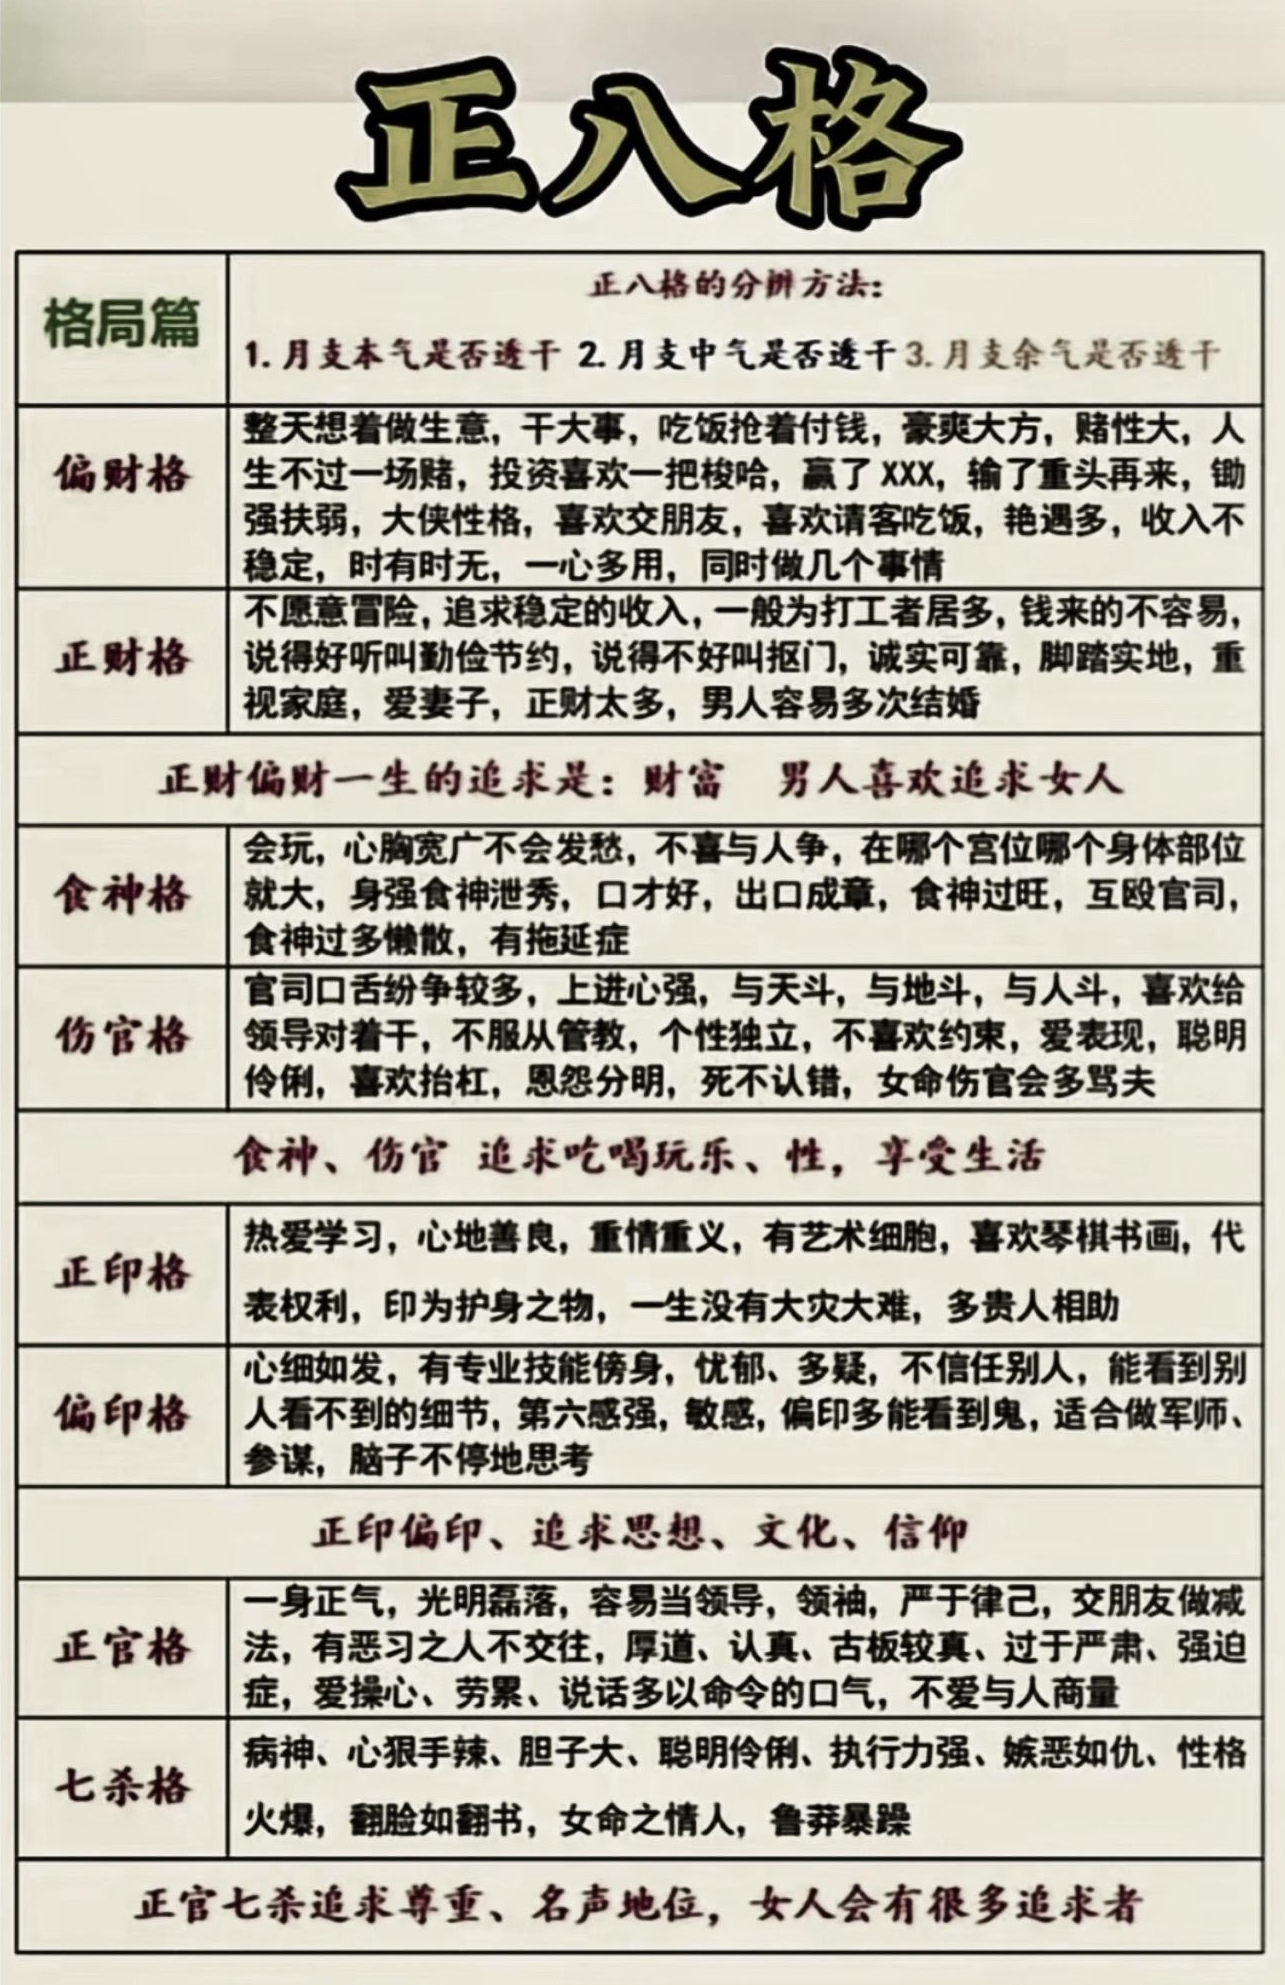 正八格
格局篇
正八格的分辨方法:
1.月支本气是否透干 2.月支中气是否透干 3.月支余气是否透干
偏财格
整天想着做生意，干大事，吃饭抢着付钱，豪爽大方，赌性大，人
生不过一场赌，投资喜欢一把梭哈，赢了 XXX，输了重头再来，锄
强扶弱，大侠性格，喜欢交朋友，喜欢请客吃饭，艳遇多，收入不
稳定，时有时无，一心多用，同时做几个事情
正财格
不愿意冒险，追求稳定的收入，一般为打工者居多，钱来的不容易，
说得好听叫勤俭节约，说得不好叫抠门，诚实可靠，脚踏实地，重
视家庭，爱妻子，正财太多，男人容易多次结婚
正财偏财一生的追求是：财富 男人喜欢追求女人
食神格
会玩，心胸宽广不会发愁，不喜与人争，在哪个宫位哪个身体部位
就大，身强食神泄秀，口才好，出口成章，食神过旺，互殴官司，
食神过多懒散，有拖延症
伤官格
官司口舌纷争较多，上进心强，与天斗，与地斗，与人斗，喜欢给
领导对着干，不服从管教，个性独立，不喜欢约束，爱表现，聪明
伶俐，喜欢抬杠，恩怨分明，死不认错，女命伤官会多骂夫
食神、伤官 追求吃喝玩乐、性，享受生活
正印格
热爱学习，心地善良，重情重义，有艺术细胞，喜欢琴棋书画，代
表权利，印为护身之物，一生没有大灾大难，多贵人相助
偏印格
心细如发，有专业技能傍身，忧郁、多疑，不信任别人，能看到别
人看不到的细节，第六感强，敏感，偏印多能看到鬼，适合做军师、
参谋，脑子不停地思考
正印偏印、追求思想、文化、信仰
正官格
一身正气，光明磊落，容易当领导，领袖，严于律己，交朋友做减
法，有恶习之人不交往，厚道、认真、古板较真、过于严肃、强迫
症，爱操心、劳累、说话多以命令的口气，不爱与人商量
七杀格
病神、心狠手辣、胆子大、聪明伶俐、执行力强、嫉恶如仇、性格
火爆，翻脸如翻书，女命之情人，鲁莽暴躁
正官七杀追求尊重、名声地位，女人会有很多追求者